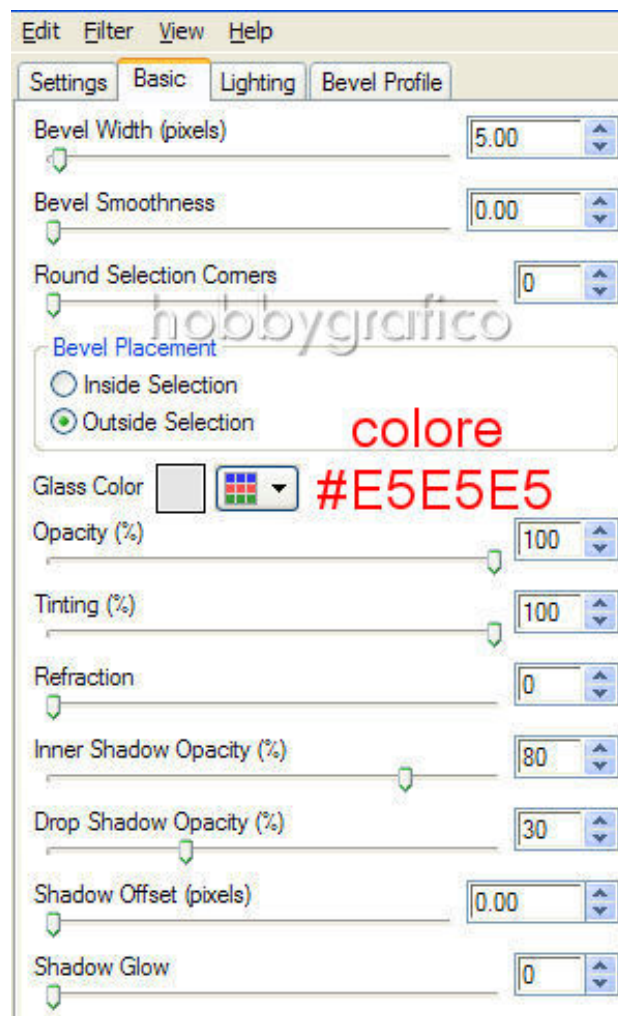 Edit Filter View Help
Settings Basic Lighting Bevel Profile
Bevel Width (pixels) 5.00
Bevel Smoothness 0.00
Round Selection Corners 0
hobbygrafico
Bevel Placement
Inside Selection
Outside Selection
colore
Glass Color #E5E5E5
Opacity (%) 100
Tinting (%) 100
Refraction 0
Inner Shadow Opacity (%) 80
Drop Shadow Opacity (%) 30
Shadow Offset (pixels) 0.00
Shadow Glow 0